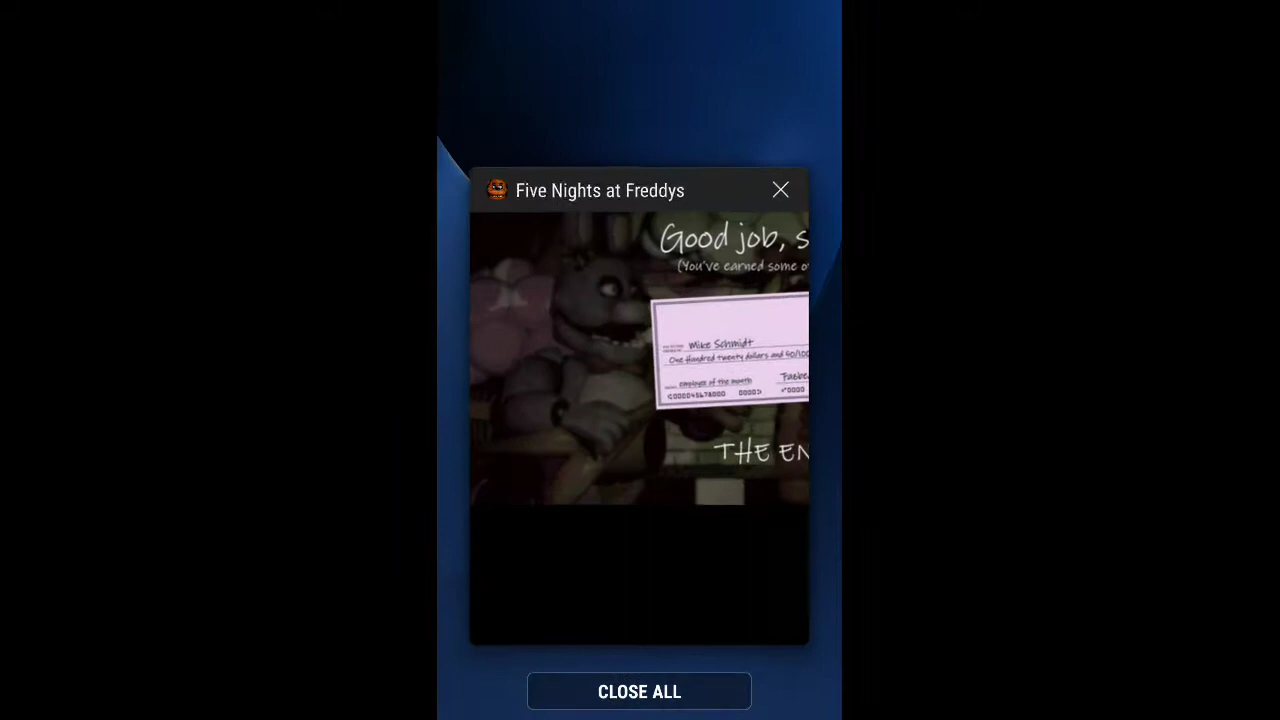 Five Nights at Freddys
Good job, s
(You've earned some o
Mike Schmidt
One Hundred twenty dollars and 50/100
employee of the month
0000
THE EN
CLOSE ALL